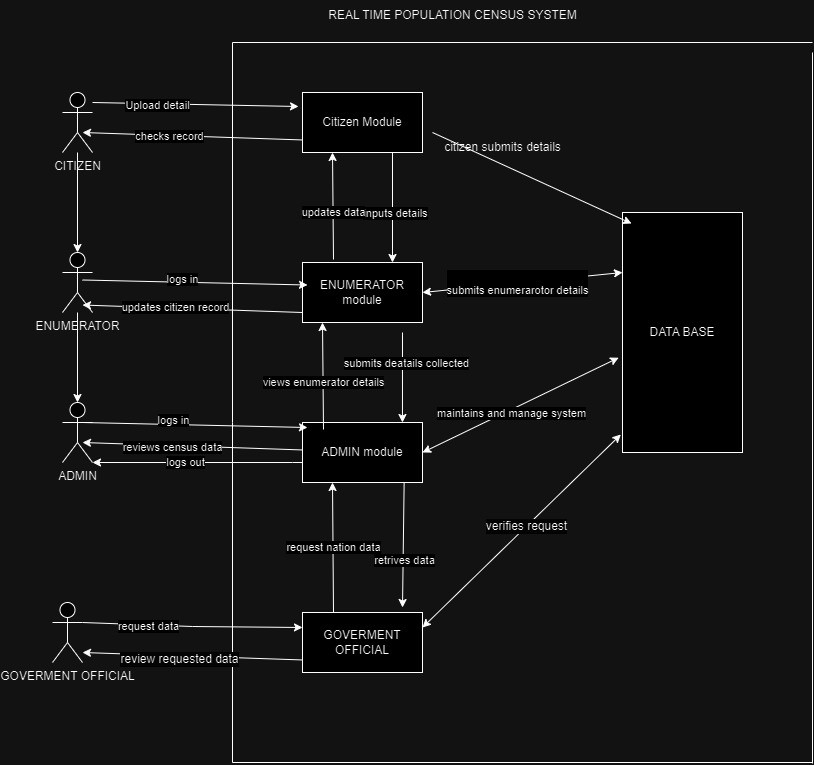 REAL TIME POPULATION CENSUS SYSTEM
Upload detail
Citizen Module
checks record
citizen submits details
CITIZEN
updates data
inputs details
logs in
ENUMERATOR
module
submits enumerarotor details
updates citizen record
ENUMERATOR
DATA BASE
submits deatails collected
views enumerator details
maintains and manage system
logs in
reviews census data
ADMIN module
logs out
ADMIN
verifies request
request nation data
retrives data
request data
GOVERMENT
OFFICIAL
review requested data
GOVERMENT OFFICIAL